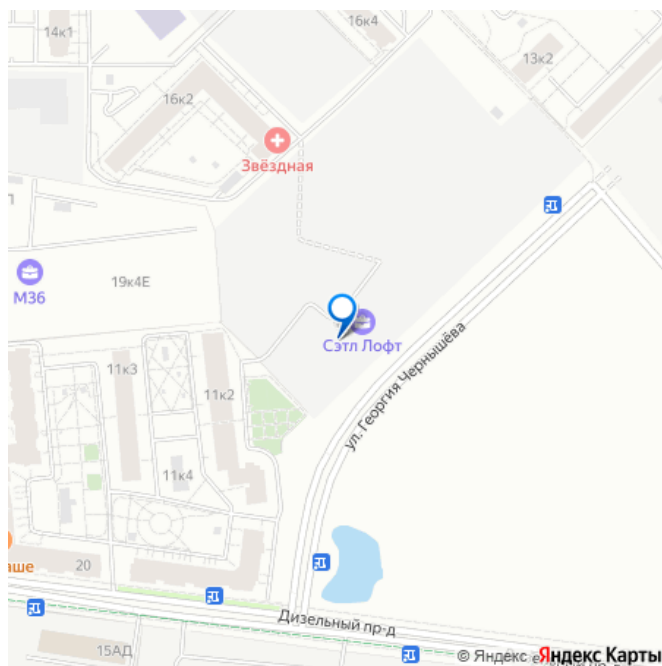 14к1
16к4
13к2
16к2
Звёздная
19к4Е
М36
Сэтл Лофт
ул. Георгия Чернышёва
11к3
11к2
11к4
аше
20
Дизельный пр-д
15АД
© Яндекс Яндекс Карты